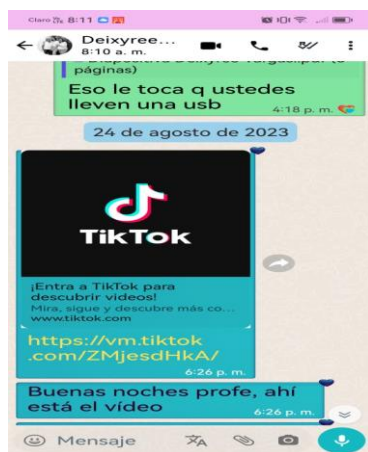 Claro 8:11
Deixyree...
8:10 a. m.
páginas)
Eso le toca q ustedes
lleven una usb
4:18 p. m.
24 de agosto de 2023
TikTok
¡Entra a TikTok para
descubrir videos!
Mira, sigue y descubre más co...
www.tiktok.com
https://vm.tiktok
.com/ZMjesdHkA/
6:26 p. m.
Buenas noches profe, ahí
está el vídeo
6:26 p. m.
Mensaje